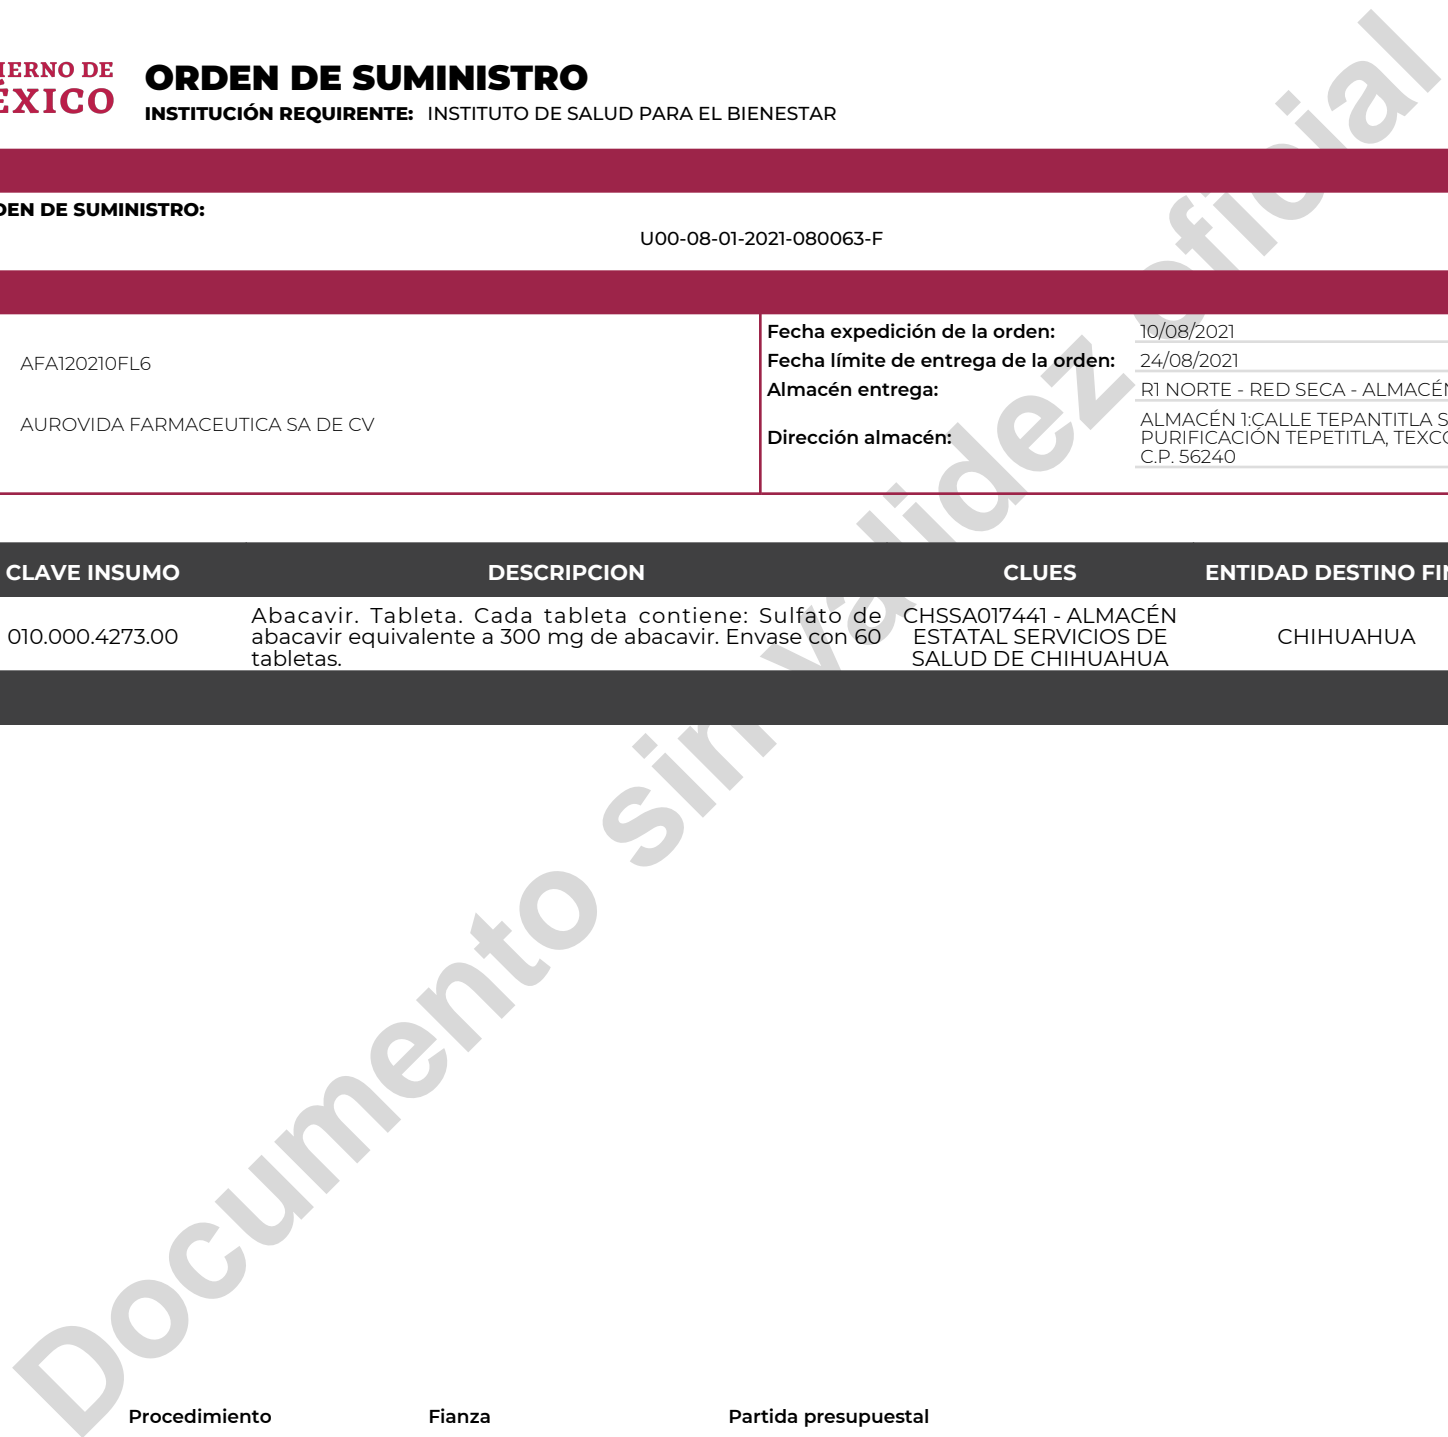 IERNO DE
ÉXICO
ORDEN DE SUMINISTRO
INSTITUCIÓN REQUIRENTE: INSTITUTO DE SALUD PARA EL BIENESTAR
DEN DE SUMINISTRO:
U00-08-01-2021-080063-F
AFA120210FL6
AUROVIDA FARMACEUTICA SA DE CV
Fecha expedición de la orden: 10/08/2021
Fecha límite de entrega de la orden: 24/08/2021
Almacén entrega: R1 NORTE - RED SECA - ALMACÉN
Dirección almacén:
ALMACÉN 1:CALLE TEPANTITLA S
PURIFICACIÓN TEPETITLA, TEXCO
C.P. 56240
CLAVE INSUMO DESCRIPCION CLUES ENTIDAD DESTINO FIN
010.000.4273.00
Abacavir. Tableta. Cada tableta contiene: Sulfato de
abacavir equivalente a 300 mg de abacavir. Envase con 60
tabletas.
CHSSA017441 - ALMACÉN
ESTATAL SERVICIOS DE
SALUD DE CHIHUAHUA
CHIHUAHUA
Documento sin validez oficial
Procedimiento Fianza Partida presupuestal